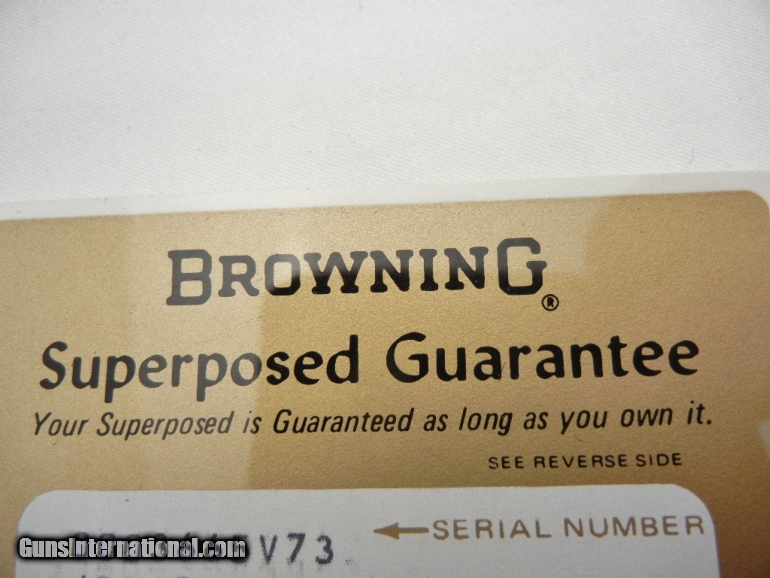 BROWNING®
Superposed Guarantee
Your Superposed is Guaranteed as long as you own it.
SEE REVERSE SIDE
V73 ←SERIAL NUMBER
GunsInternational.com